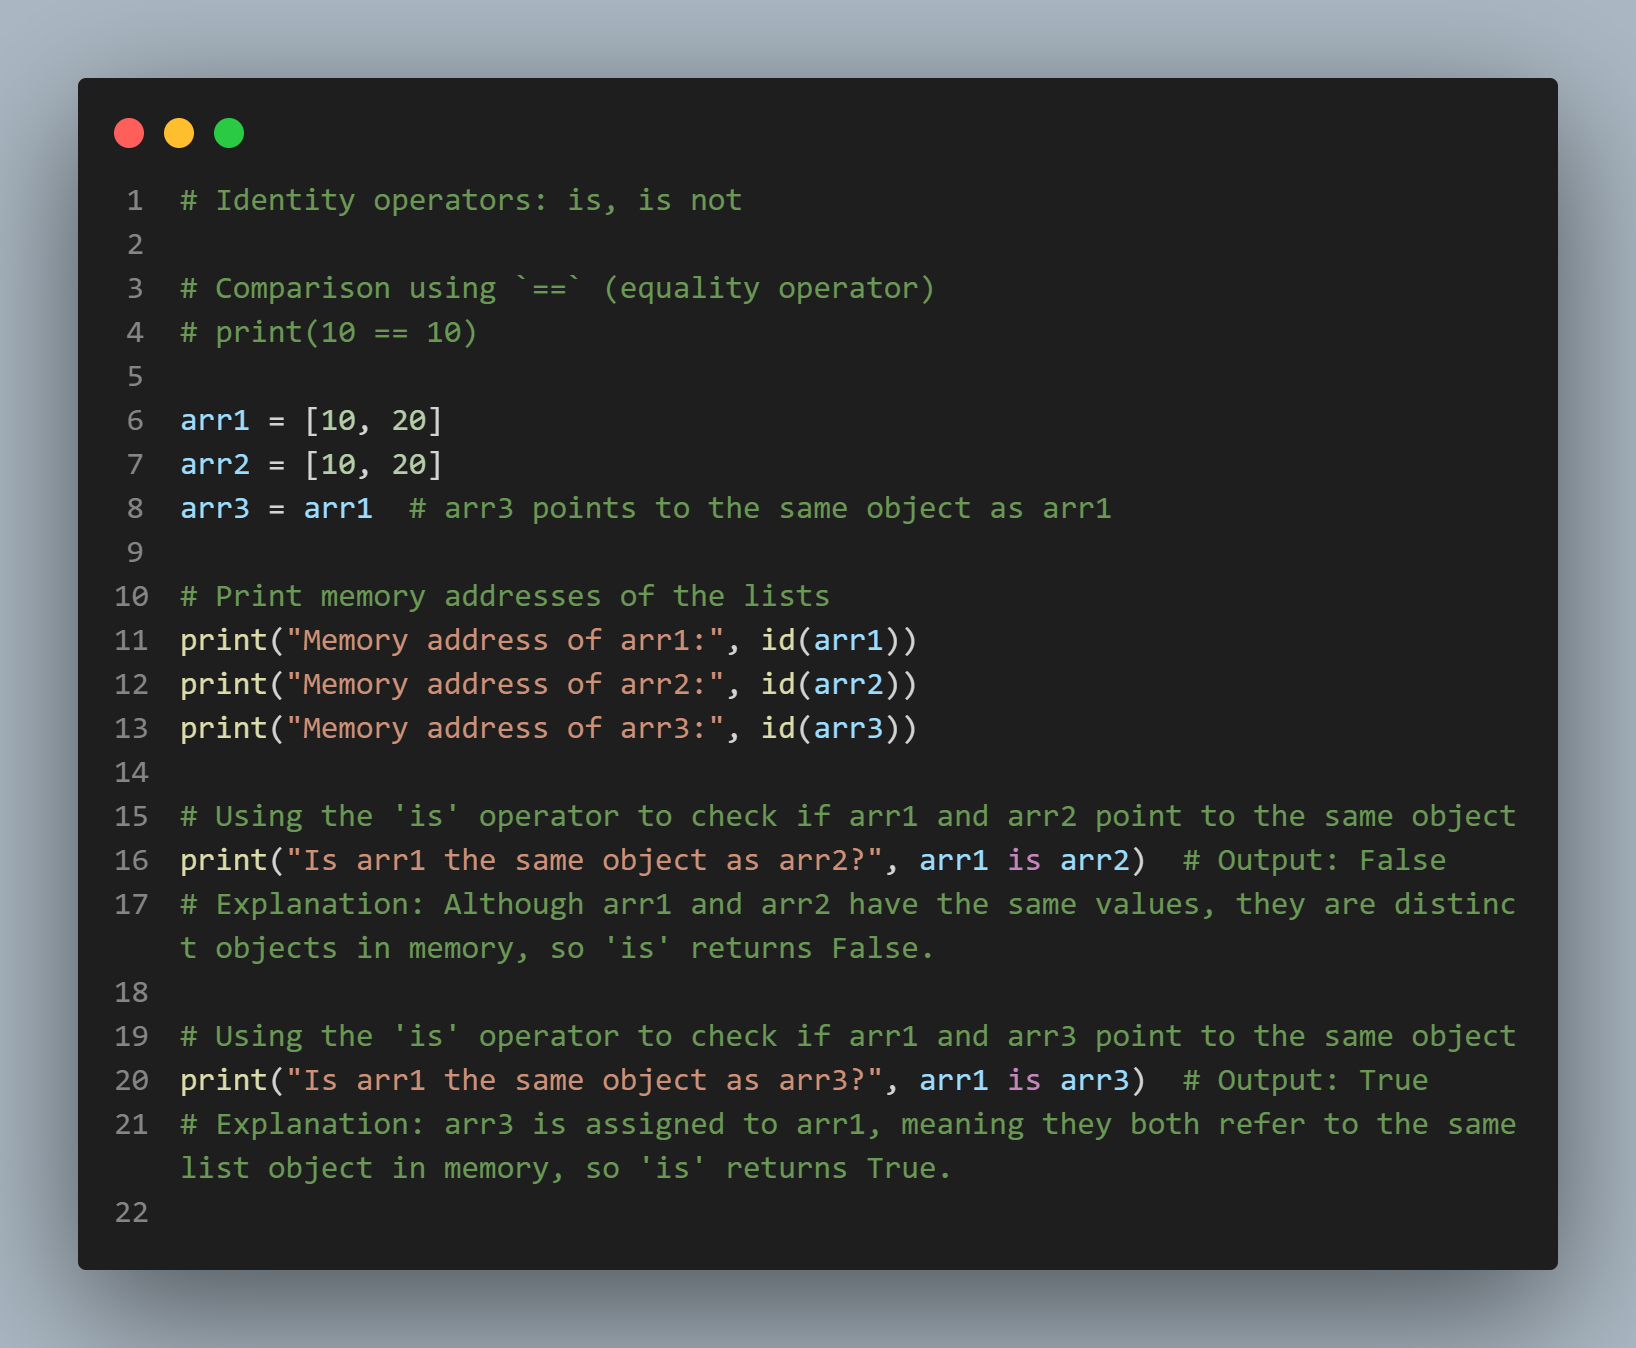 1 # Identity operators: is, is not
2
3 # Comparison using `==` (equality operator)
4 # print(10 == 10)
5
6 arr1 = [10, 20]
7 arr2 = [10, 20]
8 arr3 = arr1  # arr3 points to the same object as arr1
9
10 # Print memory addresses of the lists
11 print("Memory address of arr1:", id(arr1))
12 print("Memory address of arr2:", id(arr2))
13 print("Memory address of arr3:", id(arr3))
14
15 # Using the 'is' operator to check if arr1 and arr2 point to the same object
16 print("Is arr1 the same object as arr2?", arr1 is arr2)  # Output: False
17 # Explanation: Although arr1 and arr2 have the same values, they are distinc
t objects in memory, so 'is' returns False.
18
19 # Using the 'is' operator to check if arr1 and arr3 point to the same object
20 print("Is arr1 the same object as arr3?", arr1 is arr3)  # Output: True
21 # Explanation: arr3 is assigned to arr1, meaning they both refer to the same
list object in memory, so 'is' returns True.
22